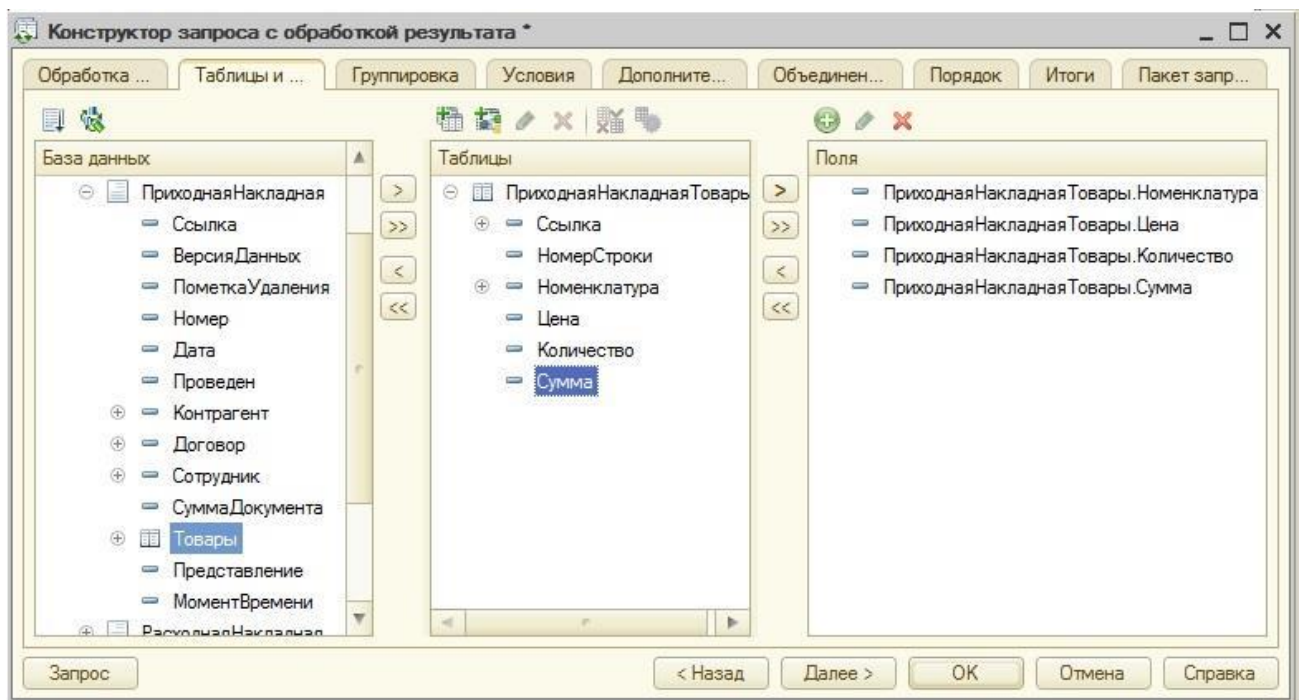 Конструктор запроса с обработкой результата *
Обработка ...
Таблицы и ...
Группировка
Условия
Дополните...
Объединен...
Порядок
Итоги
Пакет запр...
База данных
ПриходнаяНакладная
Ссылка
ВерсияДанных
ПометкаУдаления
Номер
Дата
Проведен
Контрагент
Договор
Сотрудник
СуммаДокумента
Товары
Представление
МоментВремени
РасходнаяНакладная
>
>>
<
<<
Таблицы
ПриходнаяНакладнаяТовары
Ссылка
НомерСтроки
Номенклатура
Цена
Количество
Сумма
>
>>
<
<<
Поля
ПриходнаяНакладнаяТовары.Номенклатура
ПриходнаяНакладнаяТовары.Цена
ПриходнаяНакладнаяТовары.Количество
ПриходнаяНакладнаяТовары.Сумма
Запрос
< Назад
Далее >
OK
Отмена
Справка